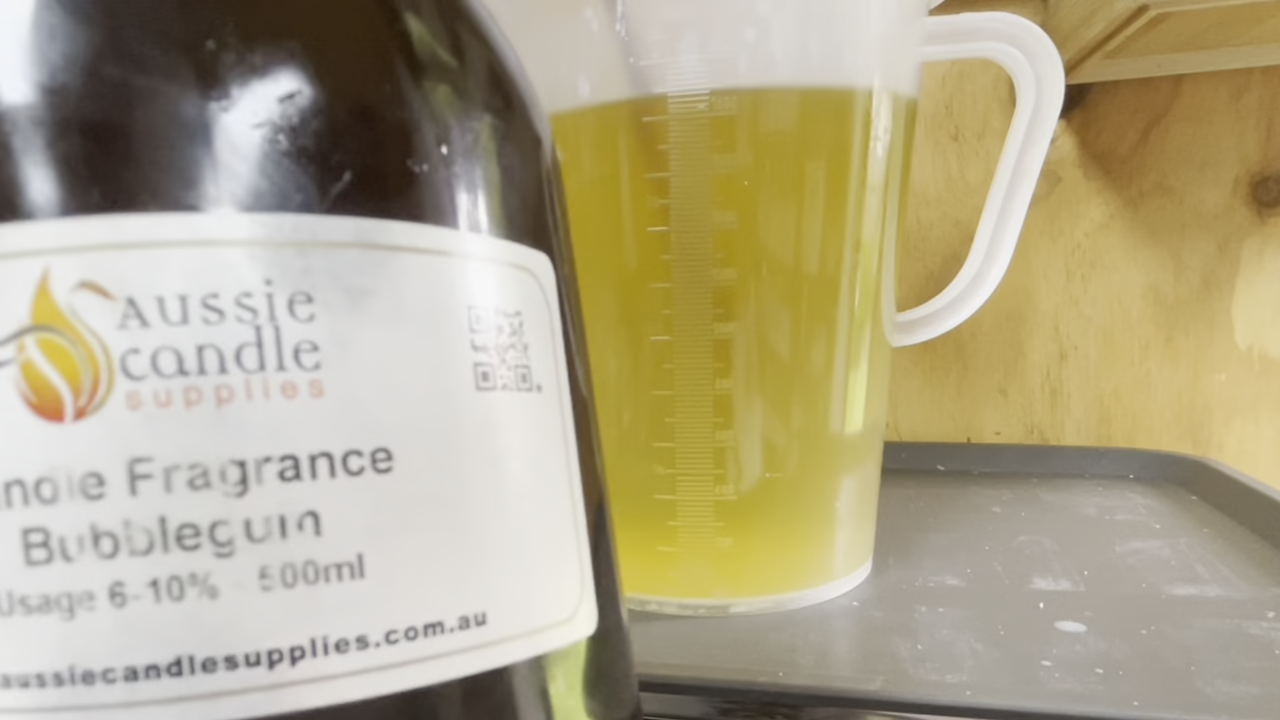 AUSSIE
candle
supplies
Fragrance
Bubblegum
Usage 6-10% 500ml
aussiecandlesupplies.com.au